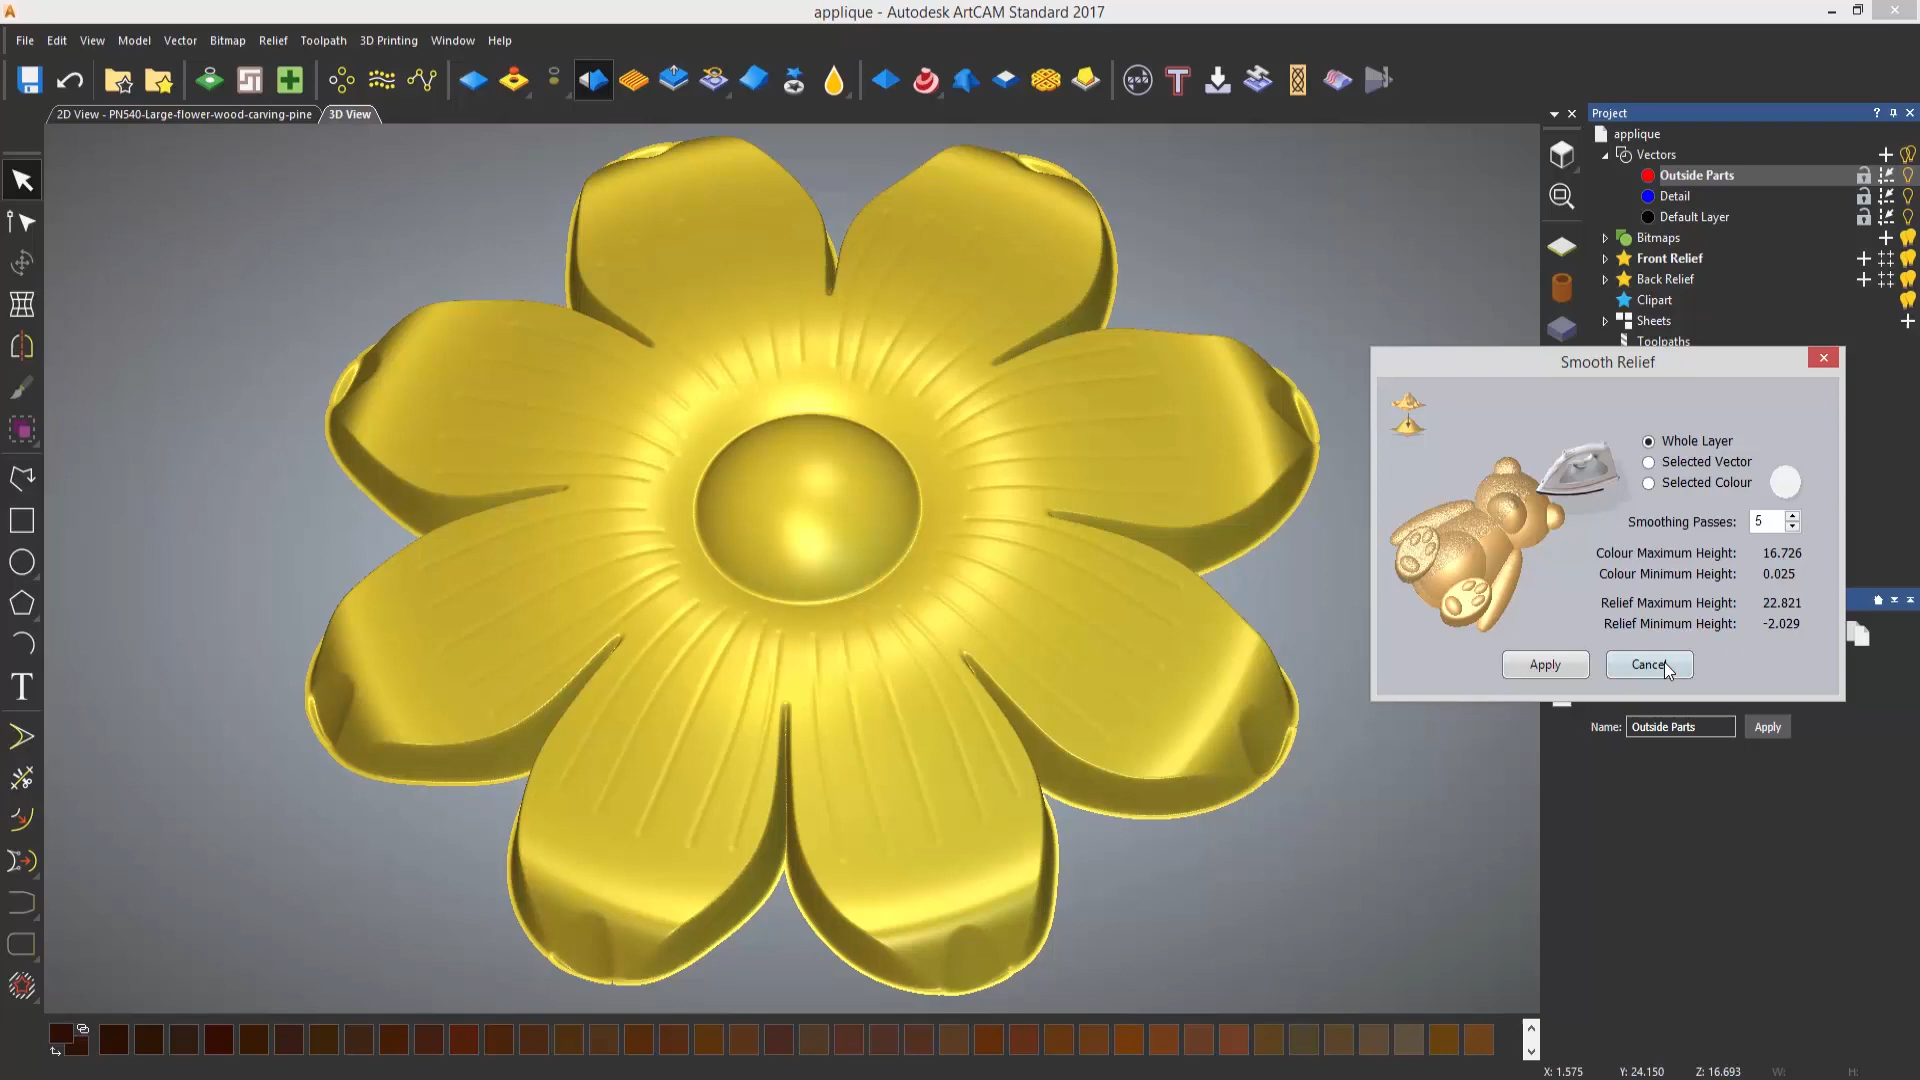 applique - Autodesk ArtCAM Standard 2017
File Edit View Model Vector Bitmap Relief Toolpath 3D Printing Window Help
2D View - PN540-Large-flower-wood-carving-pine 3D View
Project
applique
Vectors
Outside Parts
Detail
Default Layer
Bitmaps
Front Relief
Back Relief
Clipart
Sheets
Toolpaths
Smooth Relief
Whole Layer
Selected Vector
Selected Colour
Smoothing Passes: 5
Colour Maximum Height: 16.726
Colour Minimum Height: 0.025
Relief Maximum Height: 22.821
Relief Minimum Height: -2.029
Apply Cancel
Name: Outside Parts Apply
X: 1.575 Y: 24.150 Z: 16.693 W: H: